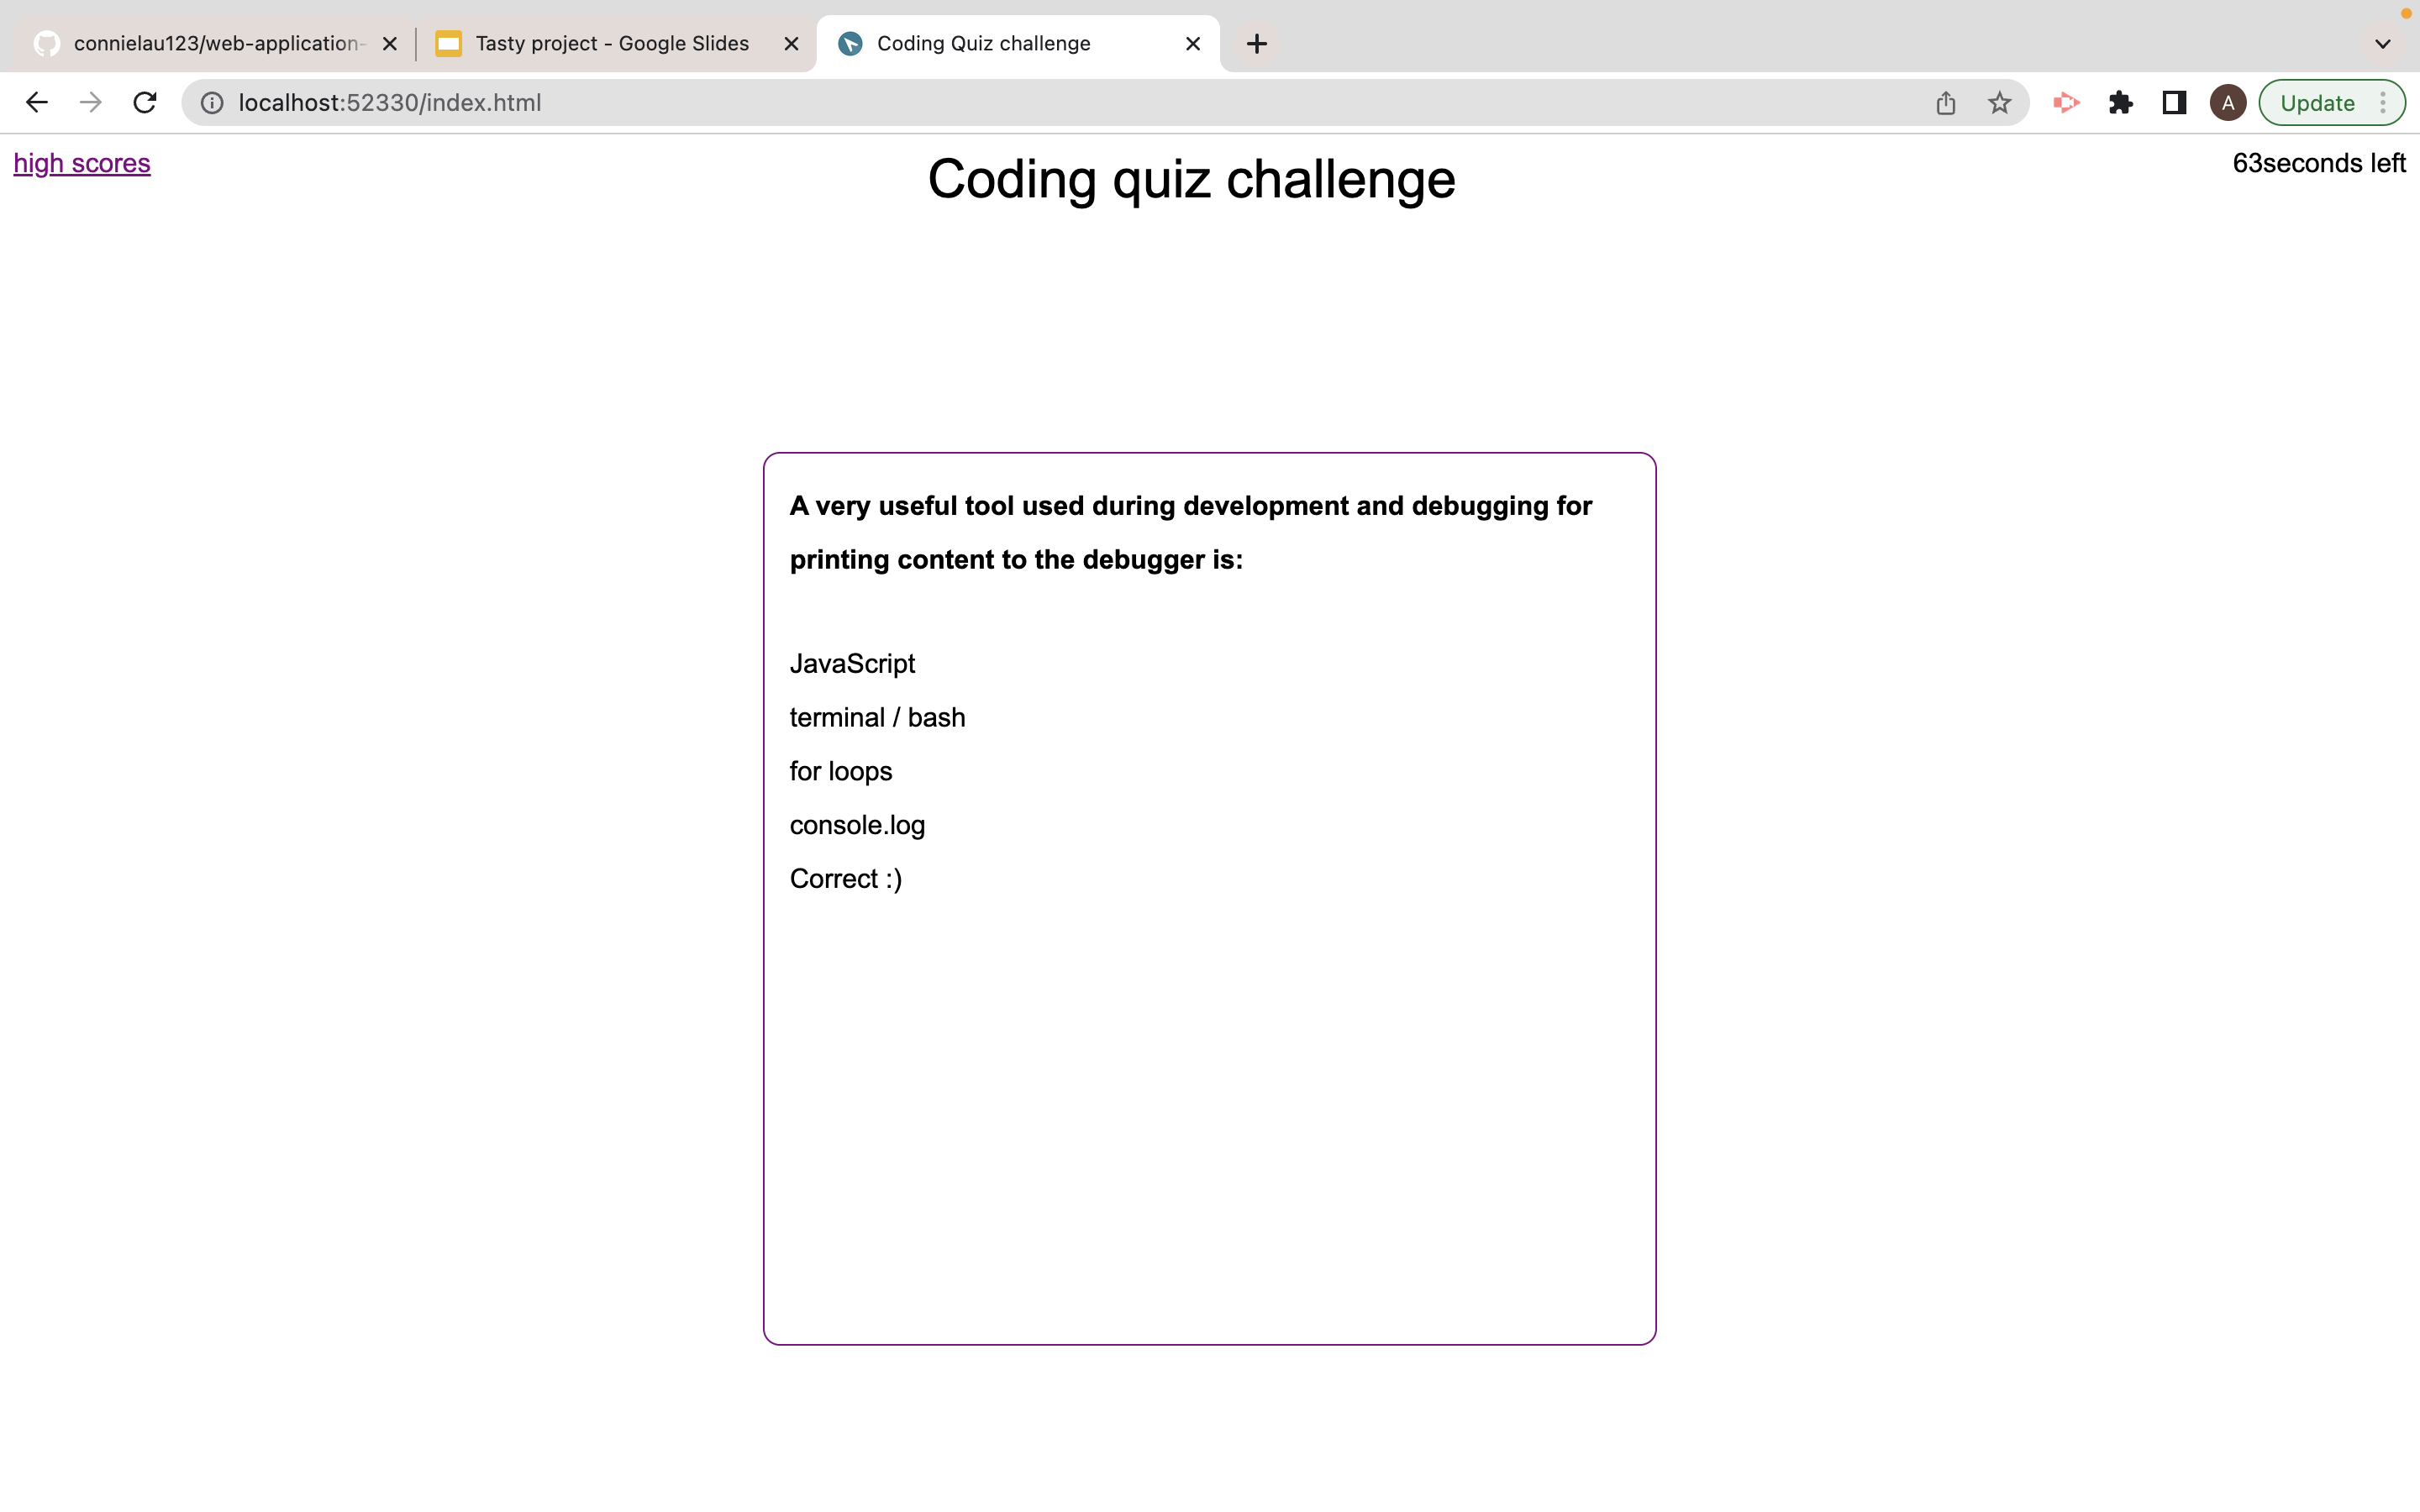 connielau123/web-application-
Tasty project - Google Slides
Coding Quiz challenge
localhost:52330/index.html
A
Update
high scores
Coding quiz challenge
63seconds left
A very useful tool used during development and debugging for
printing content to the debugger is:
JavaScript
terminal / bash
for loops
console.log
Correct :)